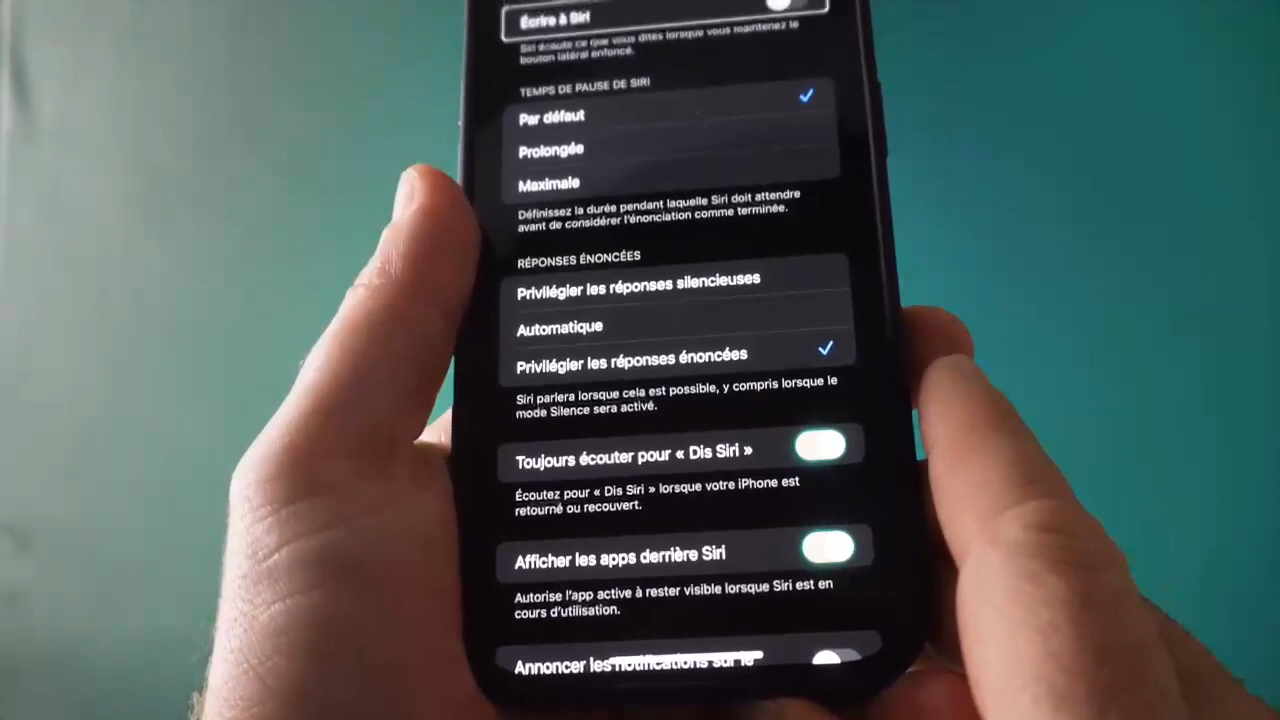 Écrire à Siri
Siri écoute ce que vous dites lorsque vous maintenez le
bouton latéral enfoncé.
TEMPS DE PAUSE DE SIRI
Par défaut
Prolongée
Maximale
Définissez la durée pendant laquelle Siri doit attendre
avant de considérer l'énonciation comme terminée.
RÉPONSES ÉNONCÉES
Privilégier les réponses silencieuses
Automatique
Privilégier les réponses énoncées
Siri parlera lorsque cela est possible, y compris lorsque le
mode Silence sera activé.
Toujours écouter pour « Dis Siri »
Écoutez pour « Dis Siri » lorsque votre iPhone est
retourné ou recouvert.
Afficher les apps derrière Siri
Autorise l'app active à rester visible lorsque Siri est en
cours d'utilisation.
Annoncer les notifications sur le